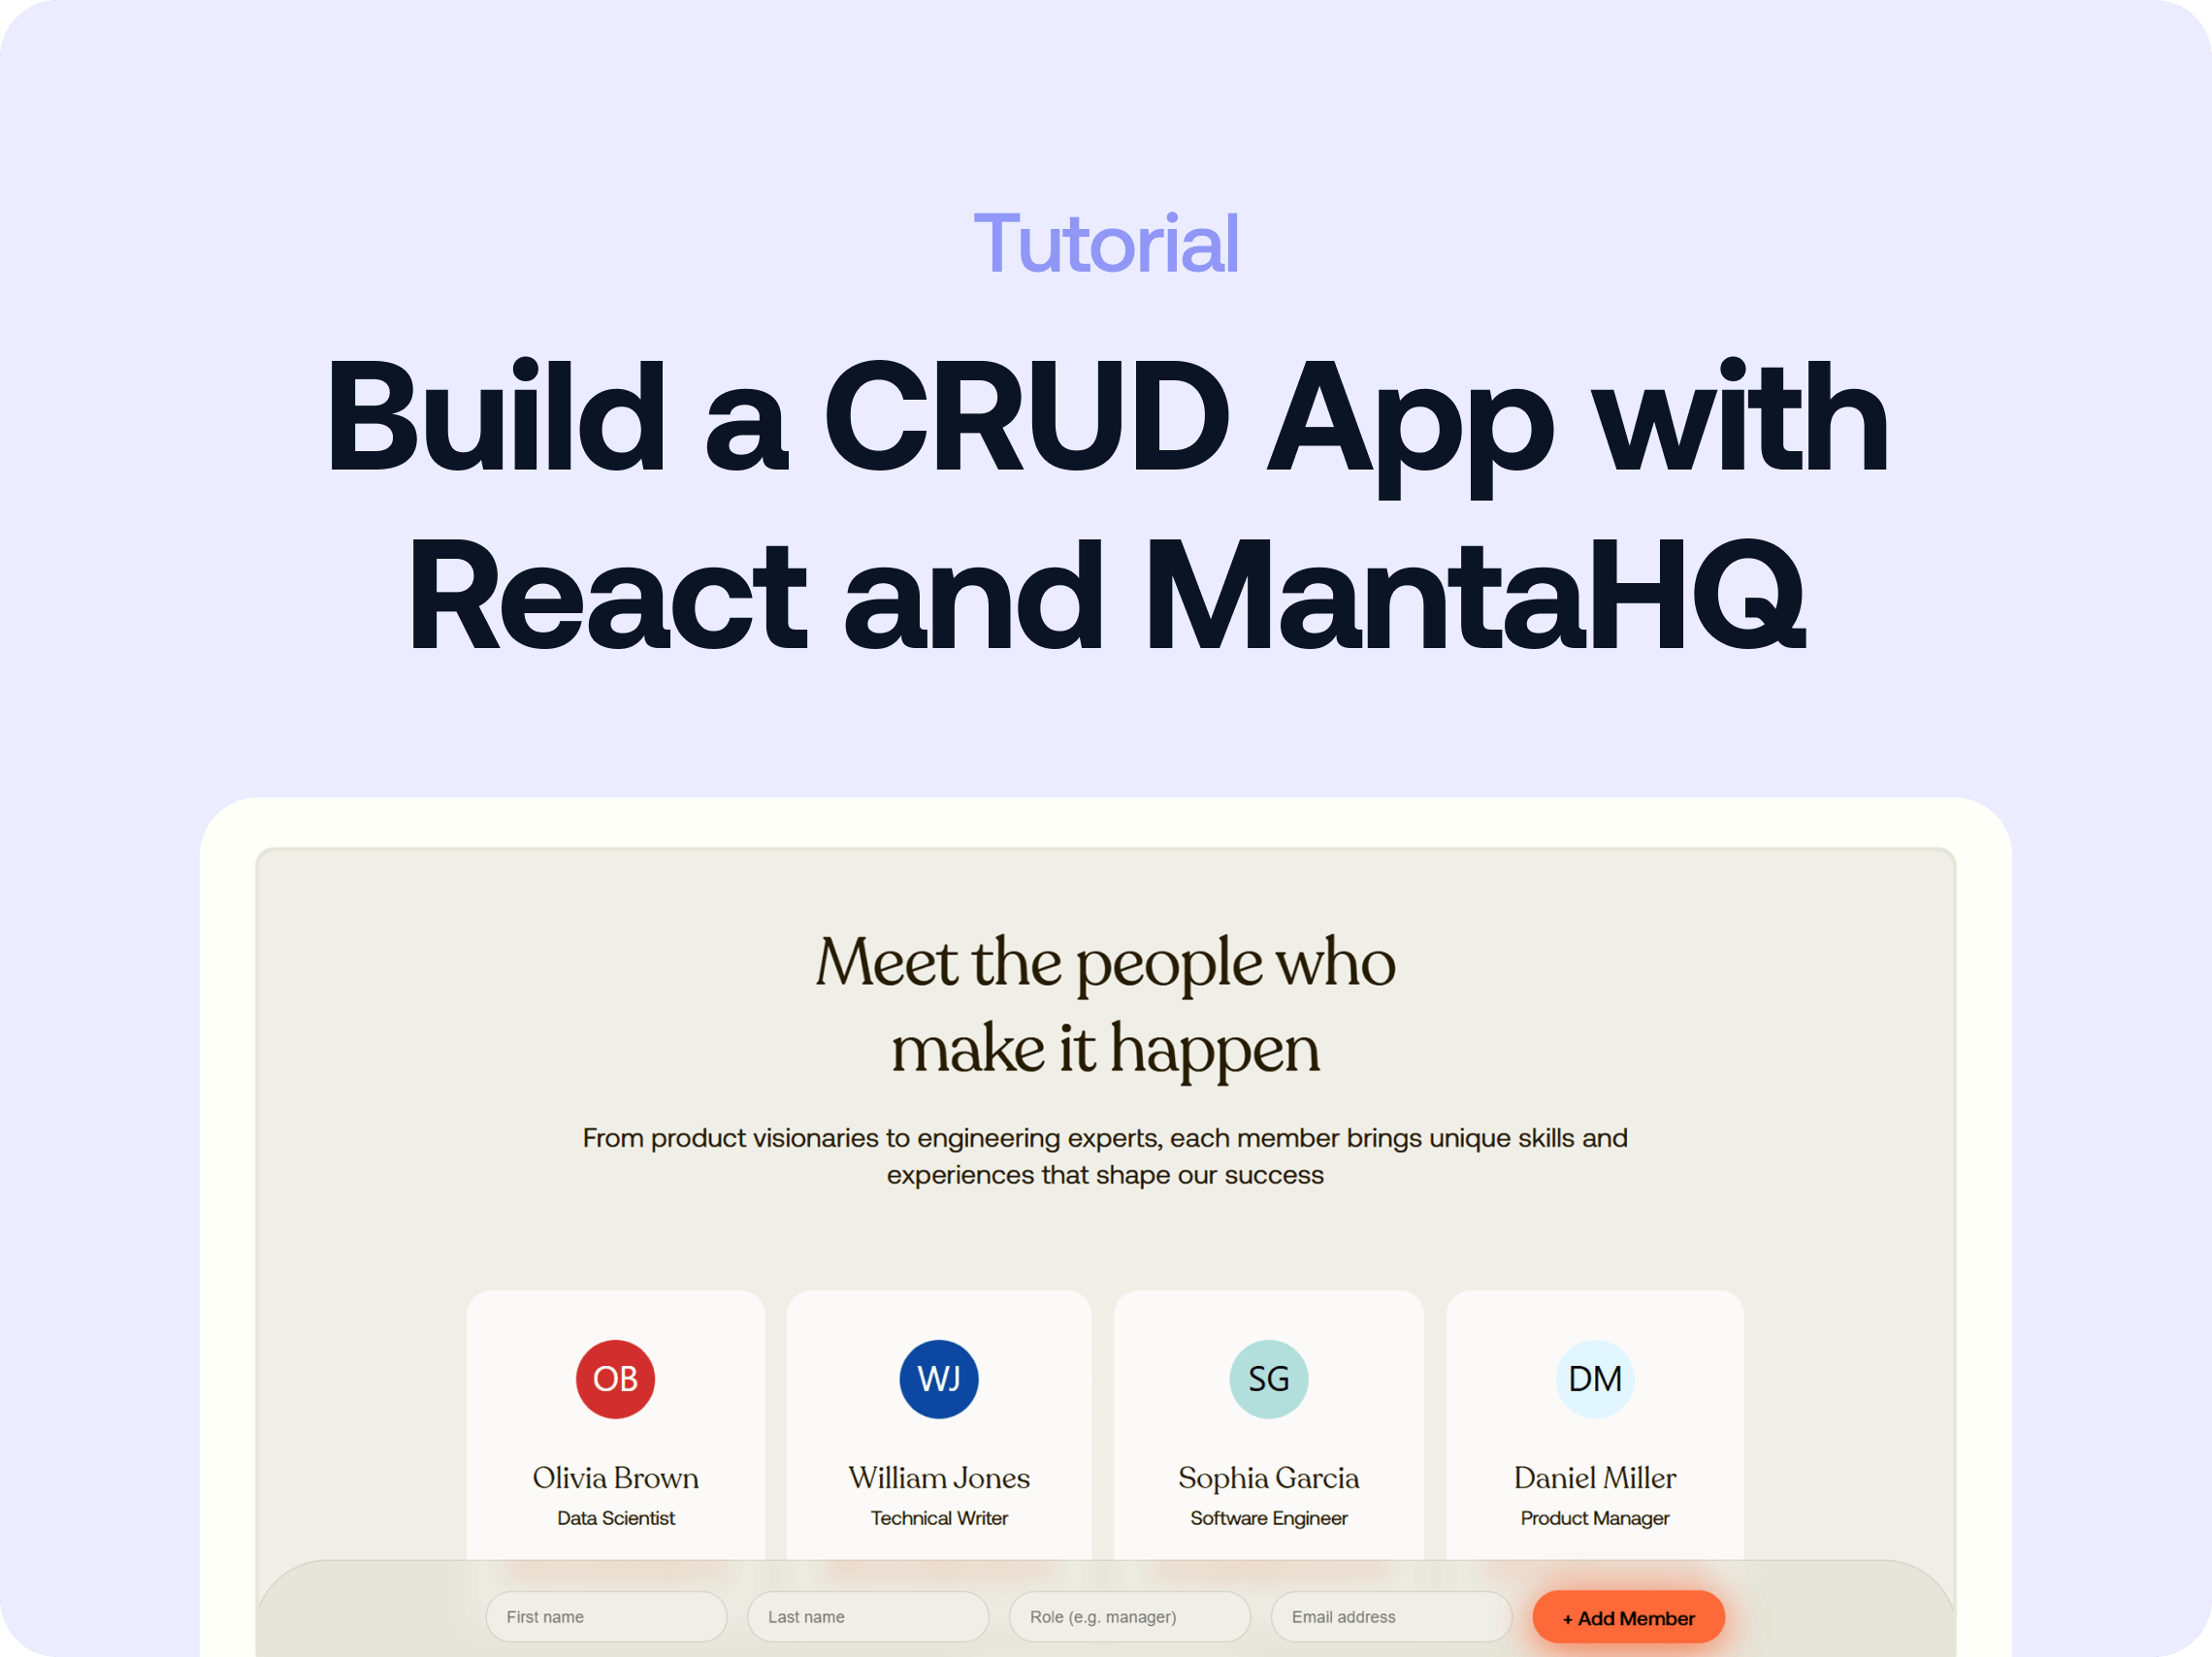 Tutorial
Build a CRUD App with
React and MantaHQ
Meet the people who
make it happen
From product visionaries to engineering experts, each member brings unique skills and
experiences that shape our success
OB
WJ
SG
DM
Olivia Brown
William Jones
Sophia Garcia
Daniel Miller
Data Scientist
Technical Writer
Software Engineer
Product Manager
First name
Last name
Role (e.g. manager)
Email address
+ Add Member